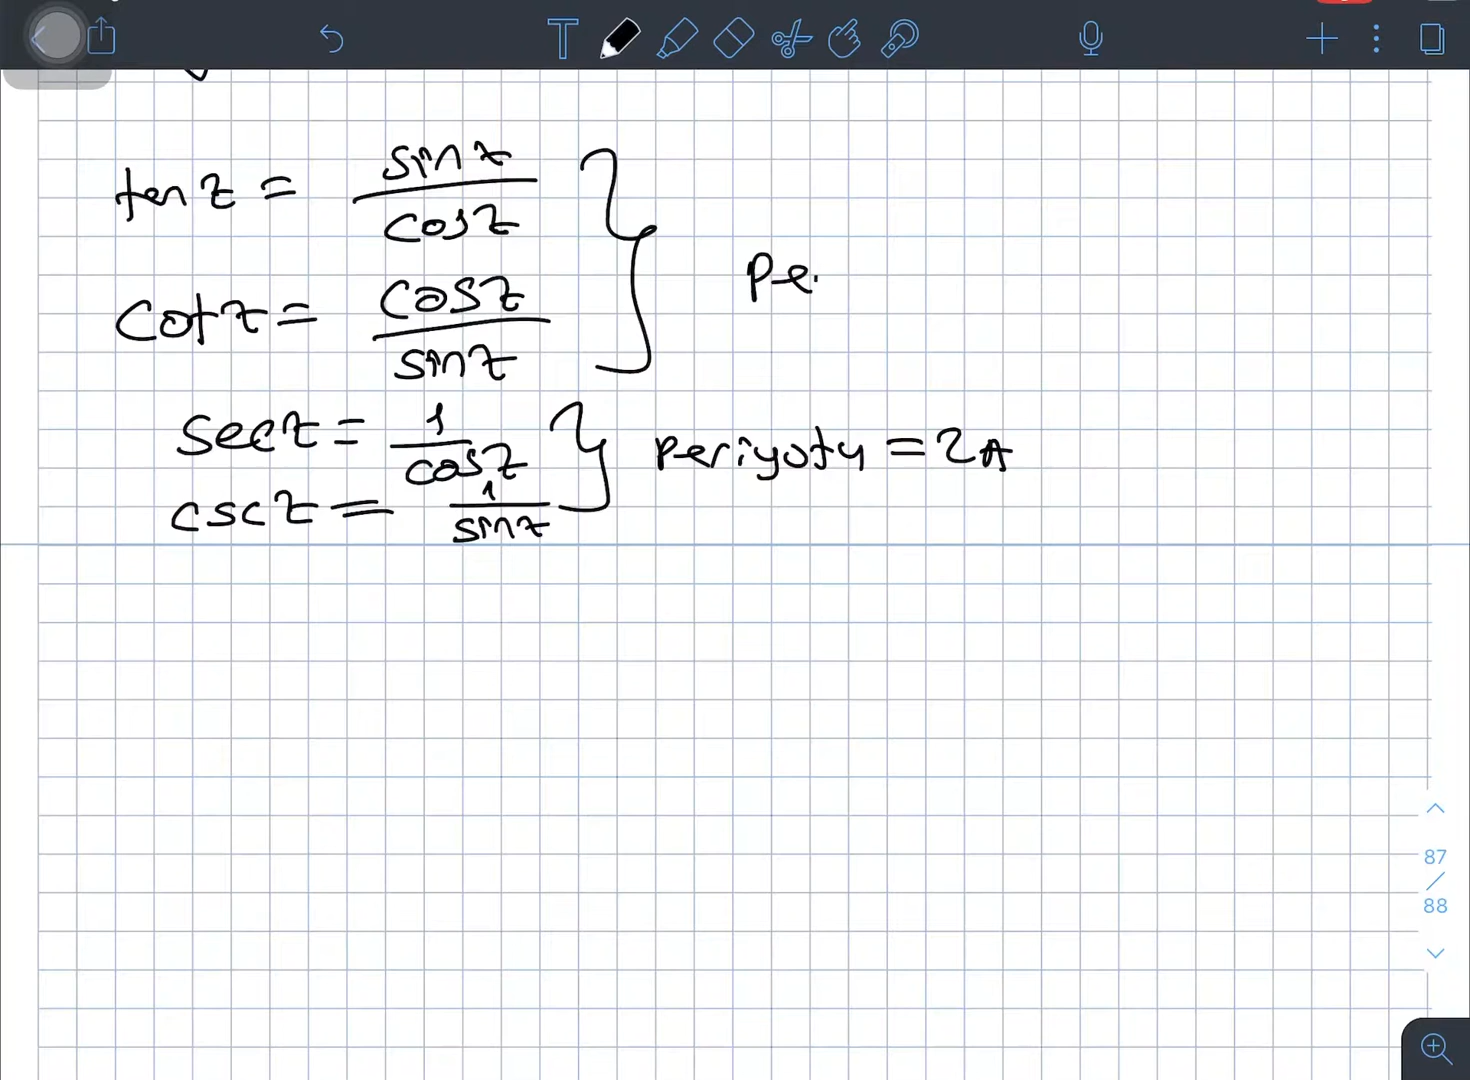 tan z = sin z / cos z
cot z = cos z / sin z
Pe
sec z = 1 / cos z
csc z = 1 / sin z
periyotu = 2π
87
/
88